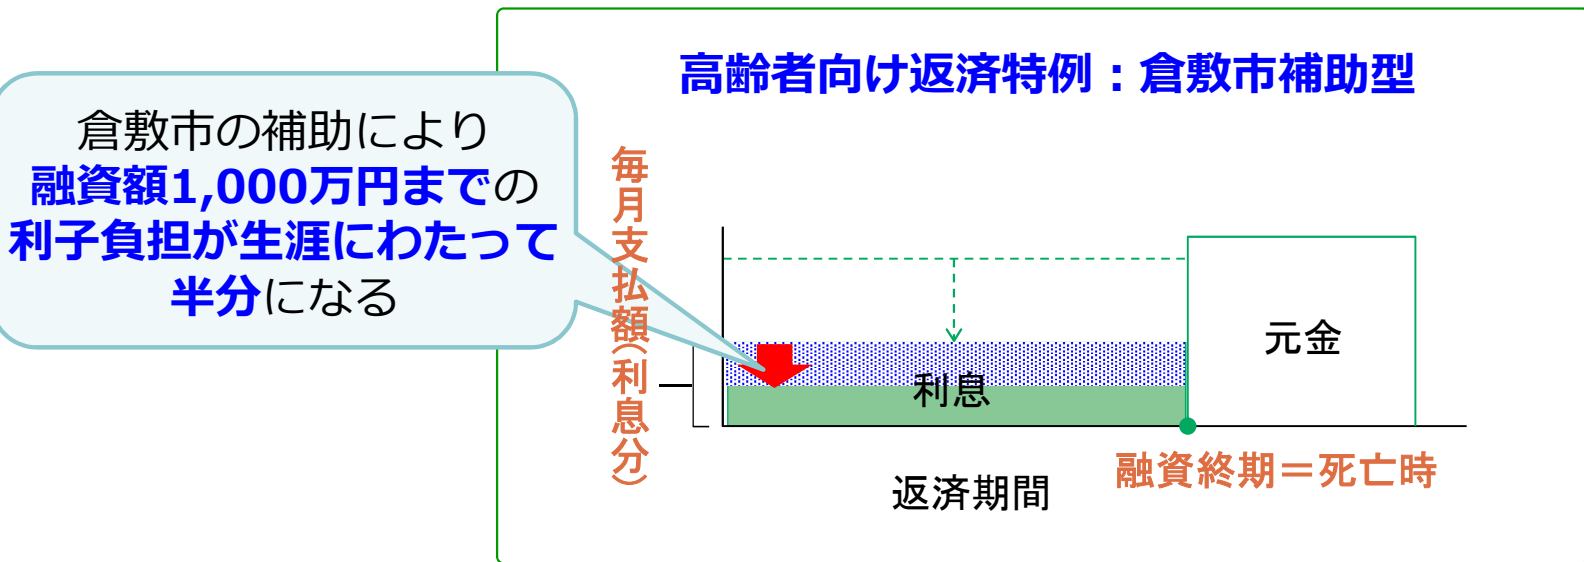 高齢者向け返済特例：倉敷市補助型
倉敷市の補助により
融資額1,000万円までの
利子負担が生涯にわたって
半分になる
毎月支払額（利息分）
元金
利息
融資終期＝死亡時
返済期間